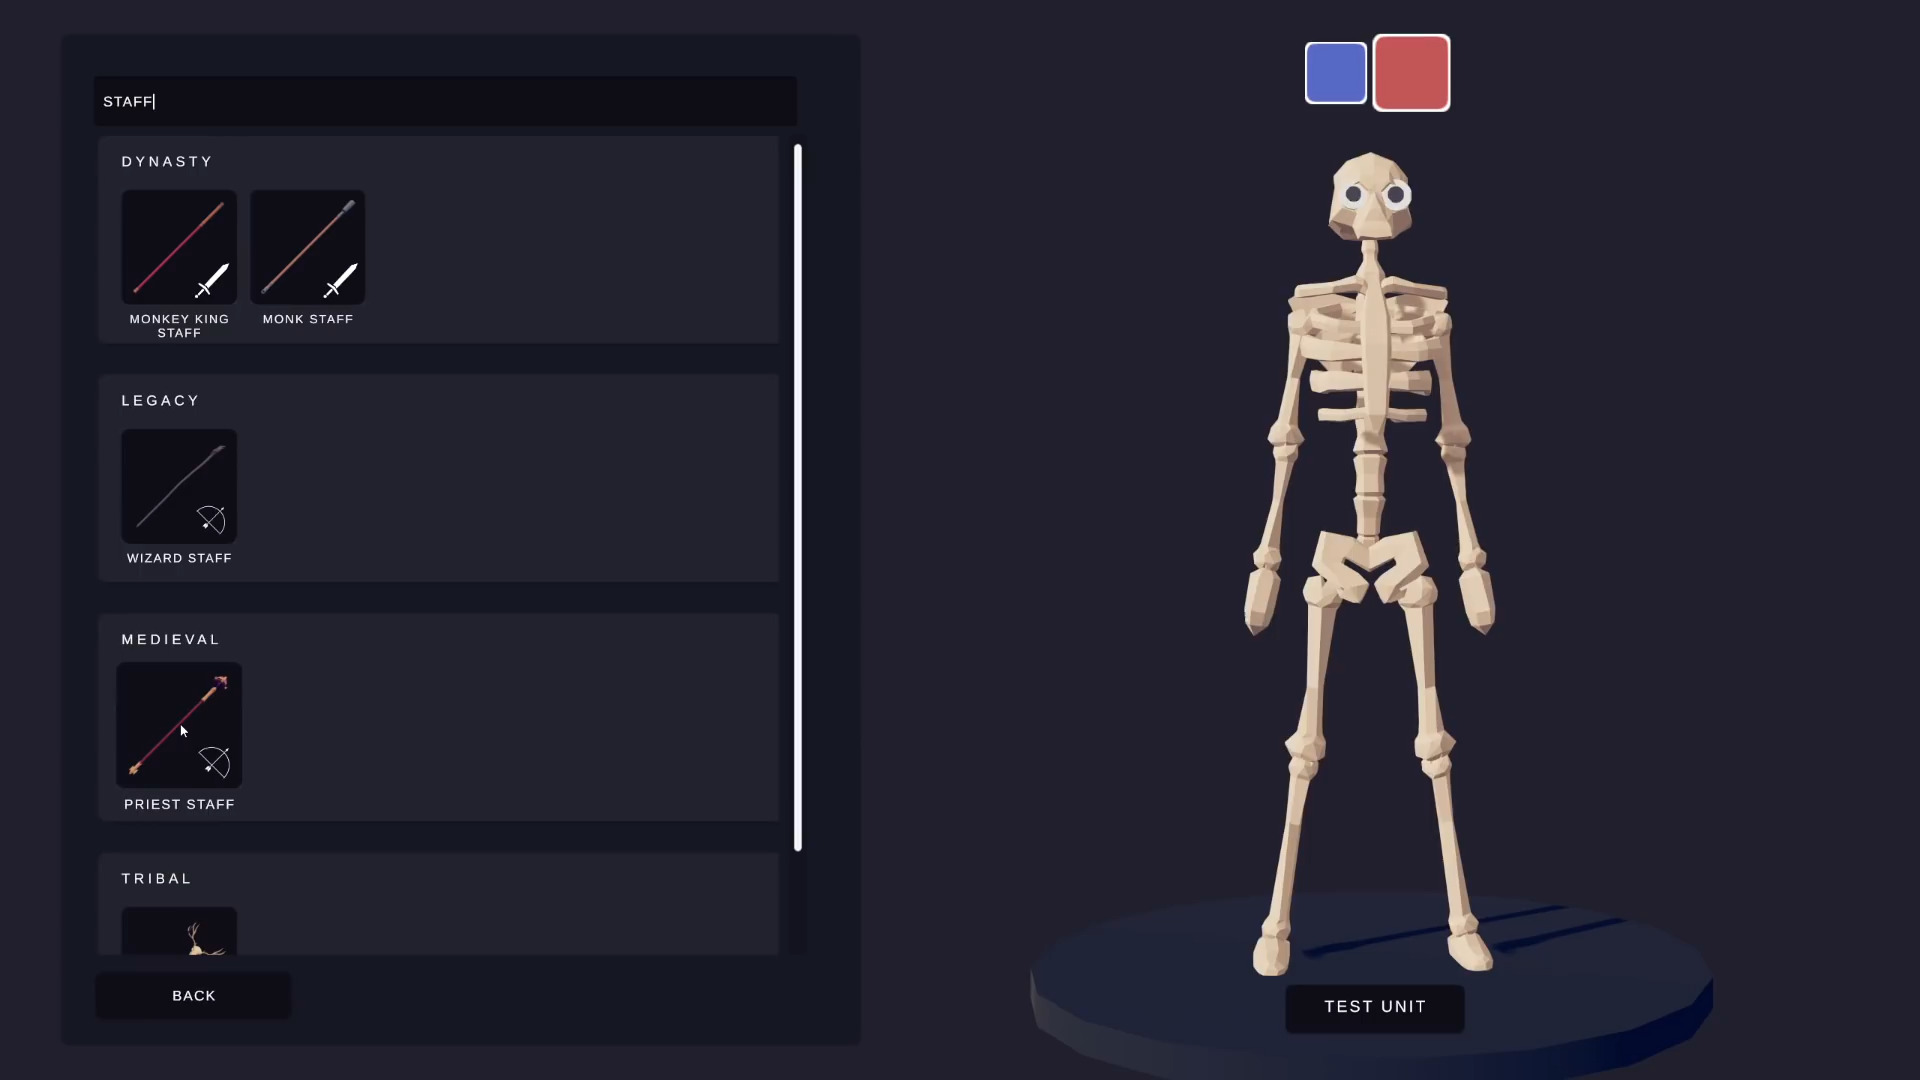 STAFF
DYNASTY
MONKEY KING
STAFF
MONK STAFF
LEGACY
WIZARD STAFF
MEDIEVAL
PRIEST STAFF
TRIBAL
BACK
TEST UNIT